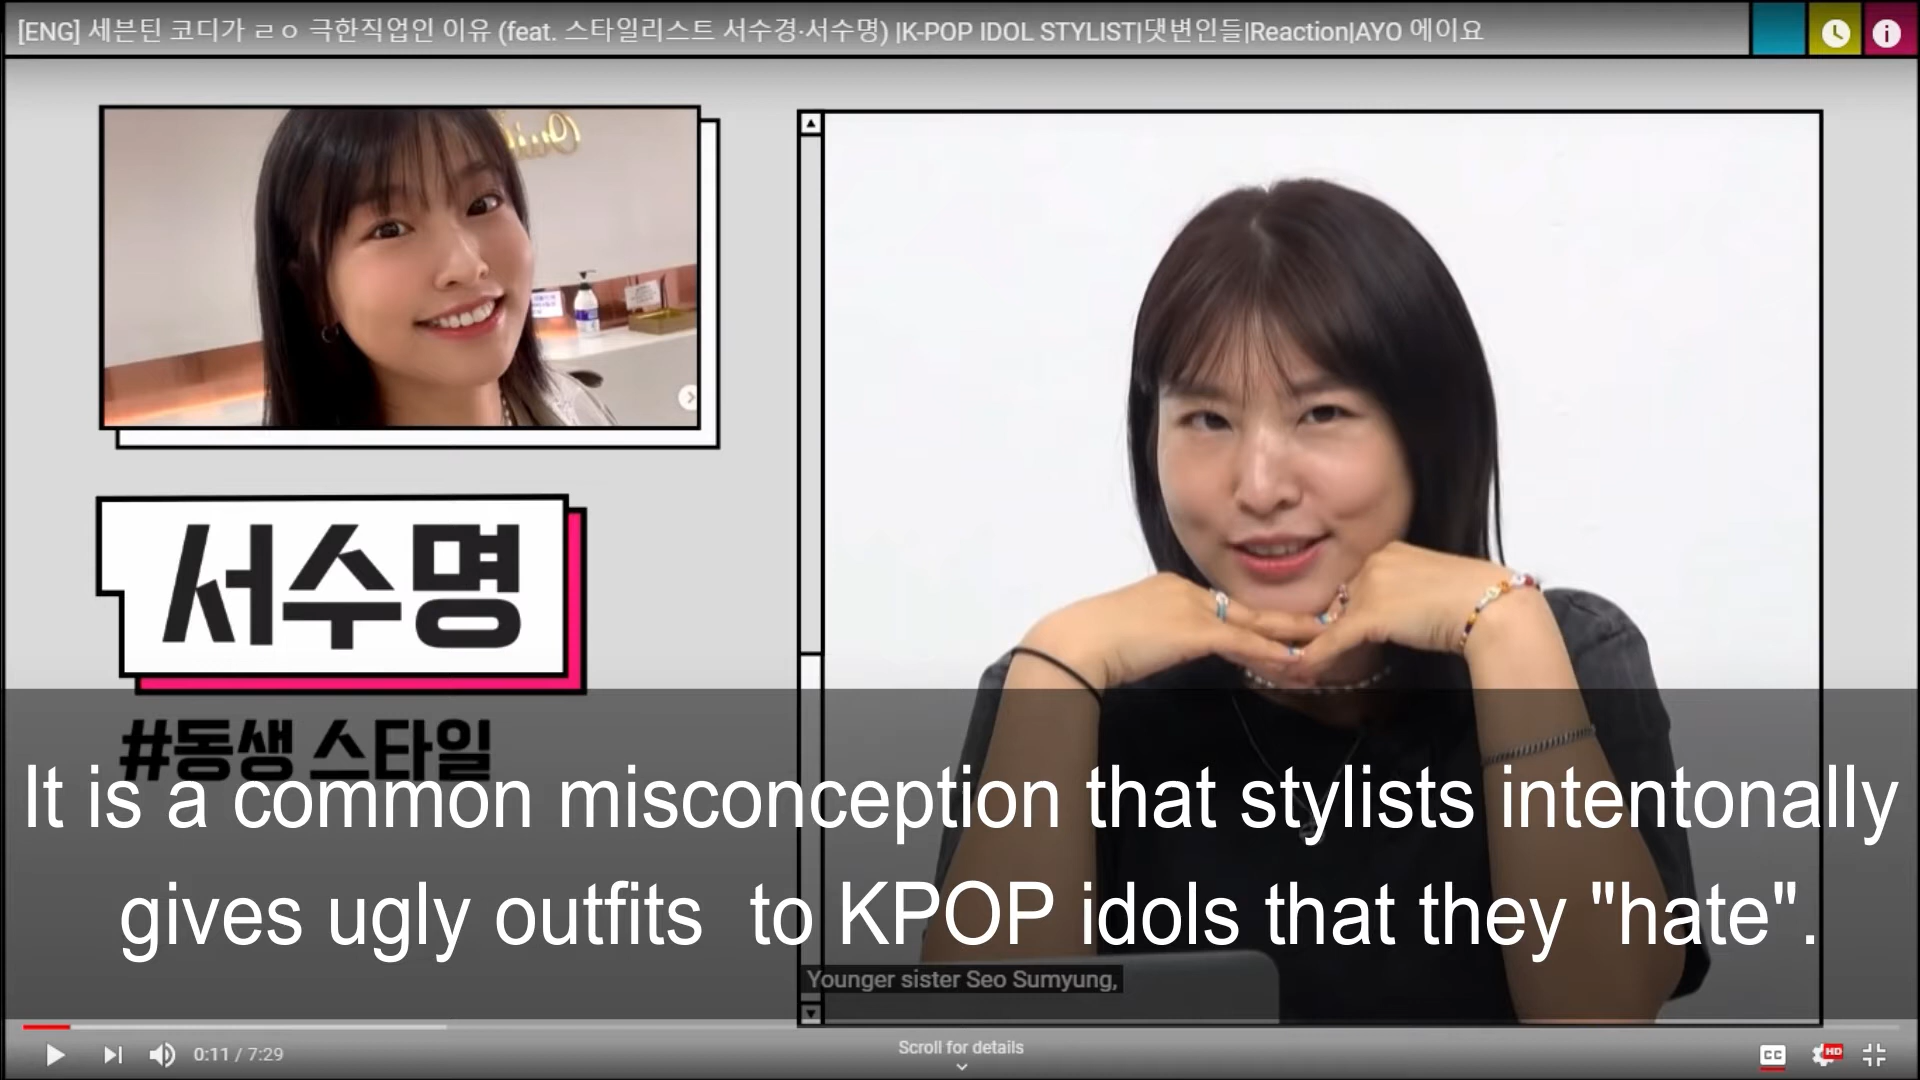 [ENG] 세븐틴 코디가 ㄹㅇ 극한직업인 이유 (feat. 스타일리스트 서수경·서수명) |K-POP IDOL STYLIST|댓변인들|Reaction|AYO 에이요
서수명
#동생 스타일
It is a common misconception that stylists intentonally
gives ugly outfits  to KPOP idols that they "hate".
Younger sister Seo Sumyung,
0:11 / 7:29
Scroll for details
CC
HD